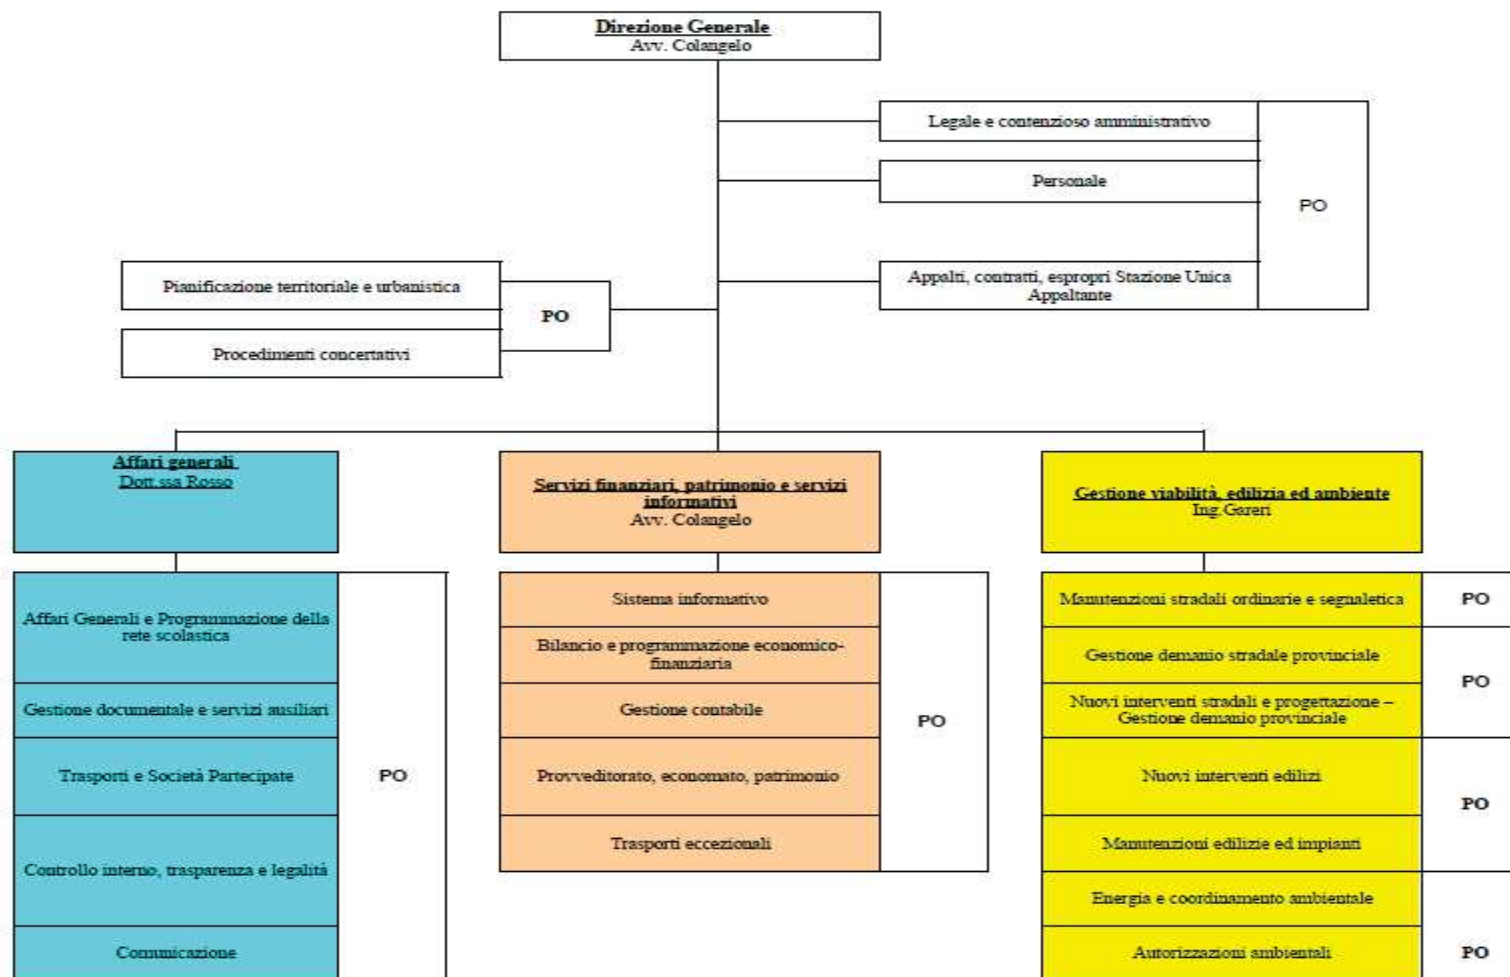 Direzione Generale
Avv. Colangelo
Legale e contenzioso amministrativo
Personale
PO
Appalti, contratti, espropri Stazione Unica
Appaltante
Pianificazione territoriale e urbanistica
PO
Procedimenti concertativi
Affari generali
Dott.ssa Rosso
Servizi finanziari, patrimonio e servizi
informativi
Avv. Colangelo
Gestione viabilità, edilizia ed ambiente
Ing.Gareri
Affari Generali e Programmazione della
rete scolastica
Gestione documentale e servizi ausiliari
Trasporti e Società Partecipate
Controllo interno, trasparenza e legalità
Comunicazione
PO
Sistema informativo
Bilancio e programmazione economico-
finanziaria
Gestione contabile
Provveditorato, economato, patrimonio
Trasporti eccezionali
PO
Manutenzioni stradali ordinarie e segnaletica
PO
Gestione demanio stradale provinciale
Nuovi interventi stradali e progettazione –
Gestione demanio provinciale
PO
Nuovi interventi edilizi
Manutenzioni edilizie ed impianti
PO
Energia e coordinamento ambientale
Autorizzazioni ambientali
PO